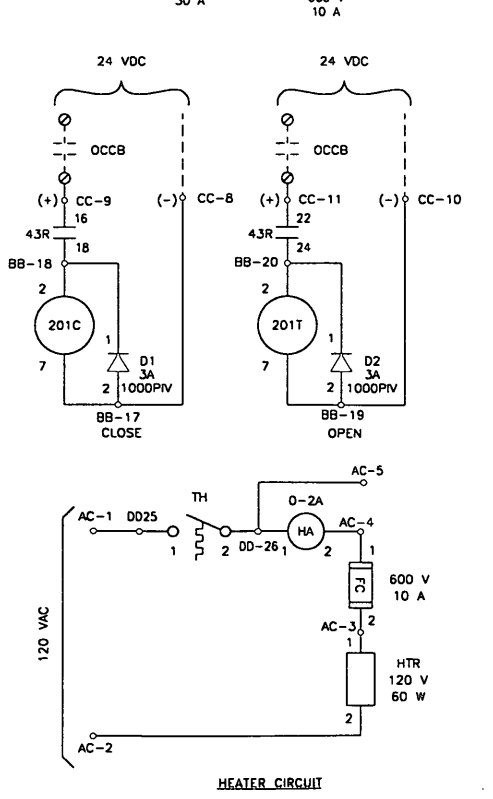 30 A
600 V
10 A
24 VDC
24 VDC
OCCB
OCCB
(+) CC-9
(-) CC-8
(+) CC-11
(-) CC-10
16
43R
18
22
43R
24
BB-18
BB-20
2
201C
7
1
D1
3A
2
1000PIV
2
201T
7
1
D2
3A
2
1000PIV
BB-17
CLOSE
BB-19
OPEN
AC-5
TH
0-2A
AC-1
DD25
1
2
DD-26
1
HA
2
AC-4
1
FC
600 V
10 A
2
AC-3
1
HTR
120 V
60 W
2
120 VAC
AC-2
HEATER CIRCUIT